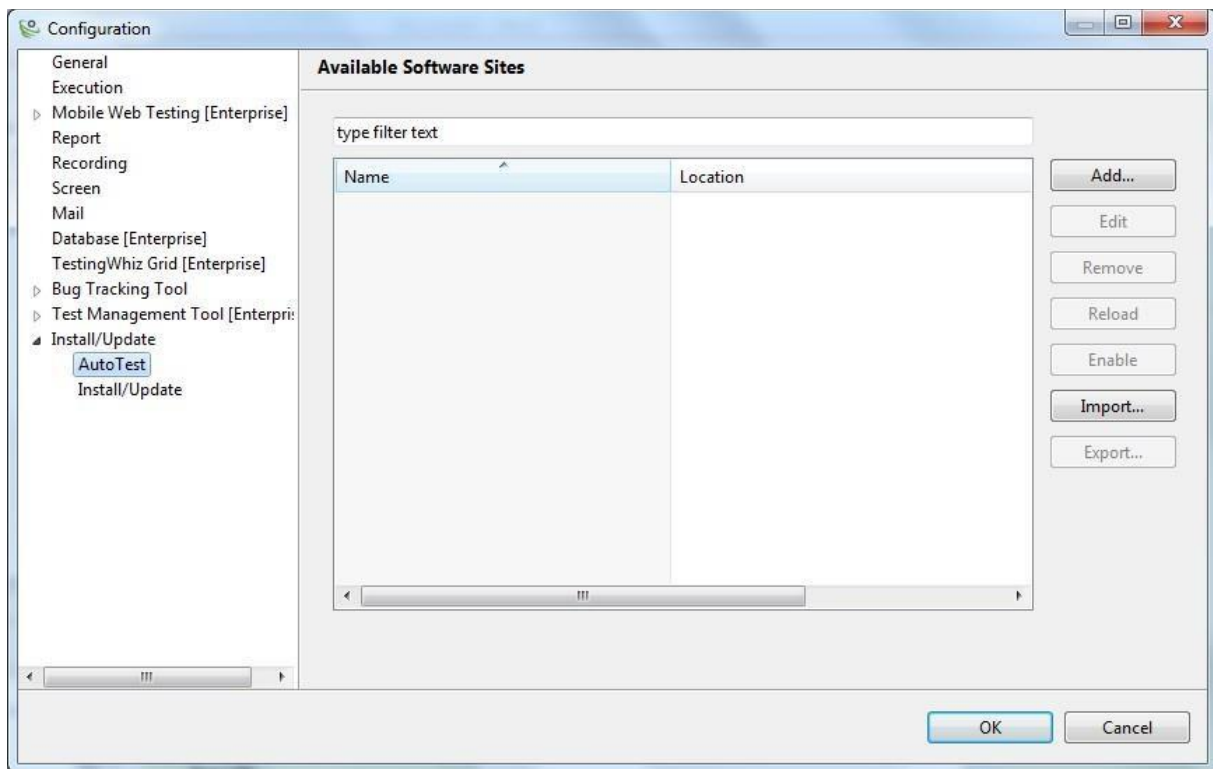 Configuration
General
Execution
Mobile Web Testing [Enterprise]
Report
Recording
Screen
Mail
Database [Enterprise]
TestingWhiz Grid [Enterprise]
Bug Tracking Tool
Test Management Tool [Enterpris
Install/Update
AutoTest
Install/Update
Available Software Sites
type filter text
Name Location
Add...
Edit
Remove
Reload
Enable
Import...
Export...
OK Cancel